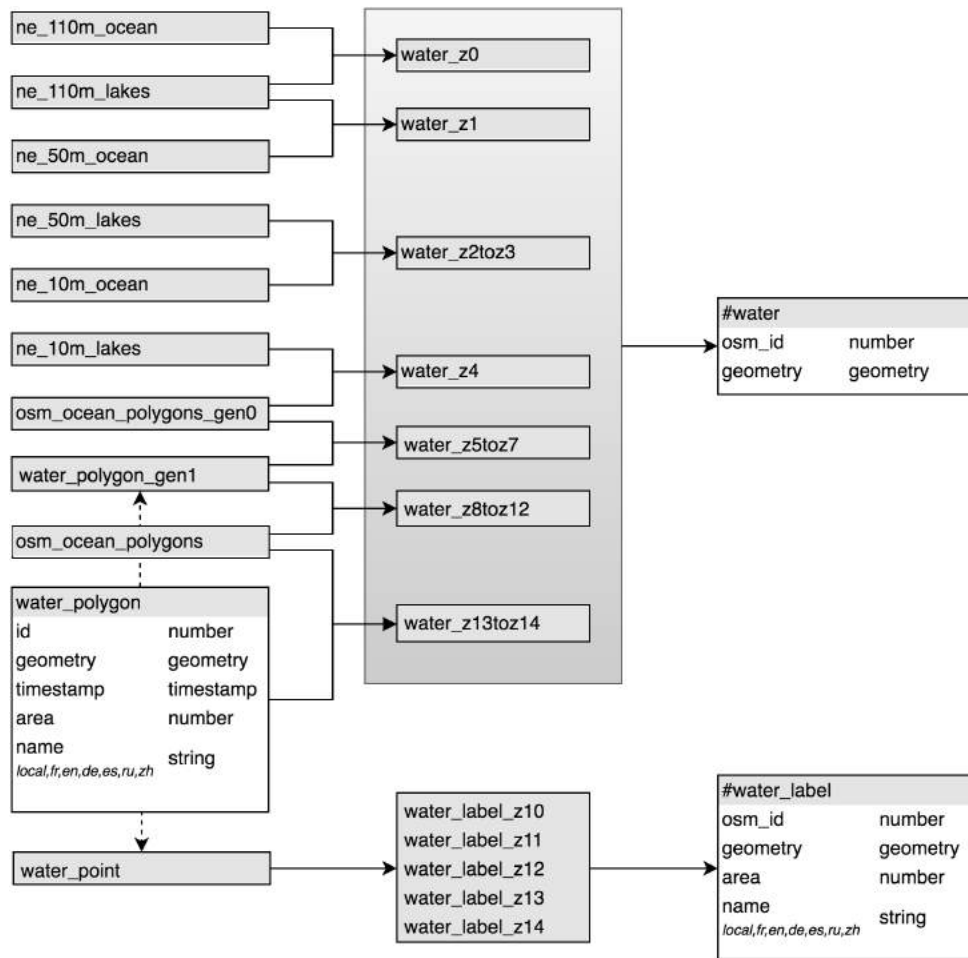 ne_110m_ocean
ne_110m_lakes
ne_50m_ocean
ne_50m_lakes
ne_10m_ocean
ne_10m_lakes
osm_ocean_polygons_gen0
water_polygon_gen1
osm_ocean_polygons
water_polygon
id number
geometry geometry
timestamp timestamp
area number
name string
local,fr,en,de,es,ru,zh
water_point
water_z0
water_z1
water_z2toz3
water_z4
water_z5toz7
water_z8toz12
water_z13toz14
water_label_z10
water_label_z11
water_label_z12
water_label_z13
water_label_z14
#water
osm_id number
geometry geometry
#water_label
osm_id number
geometry geometry
area number
name string
local,fr,en,de,es,ru,zh